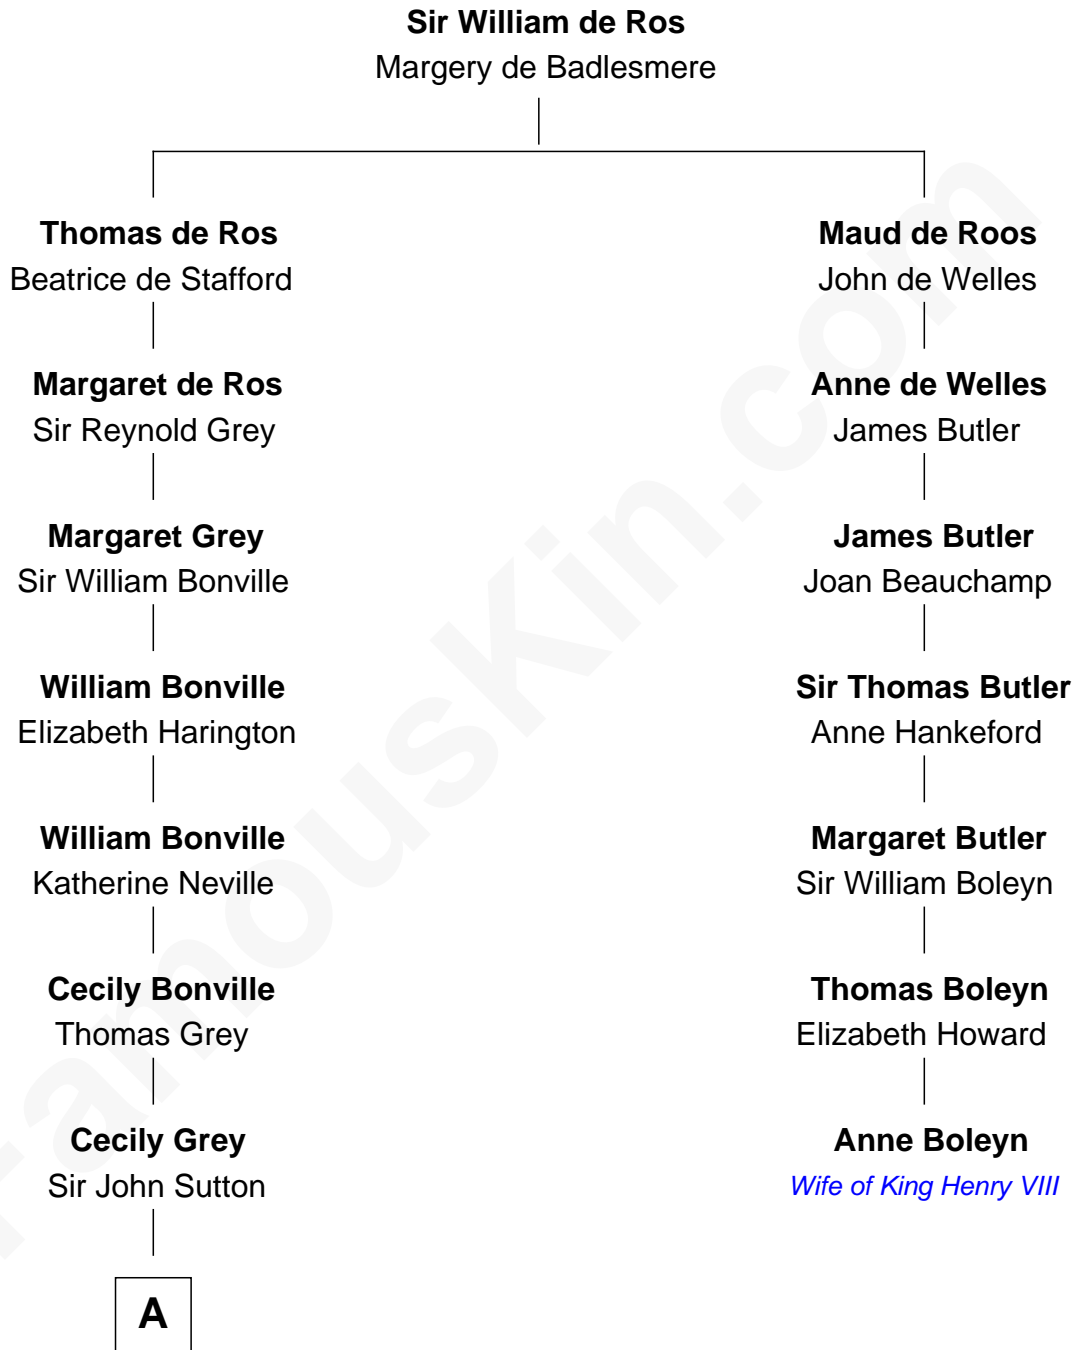 Sir William de Ros
Margery de Badlesmere
Thomas de Ros
Beatrice de Stafford
Maud de Roos
John de Welles
Margaret de Ros
Sir Reynold Grey
Anne de Welles
James Butler
Margaret Grey
Sir William Bonville
James Butler
Joan Beauchamp
William Bonville
Elizabeth Harington
Sir Thomas Butler
Anne Hankeford
William Bonville
Katherine Neville
Margaret Butler
Sir William Boleyn
Cecily Bonville
Thomas Grey
Thomas Boleyn
Elizabeth Howard
Cecily Grey
Sir John Sutton
Anne Boleyn
Wife of King Henry VIII
A
FamousKin.com